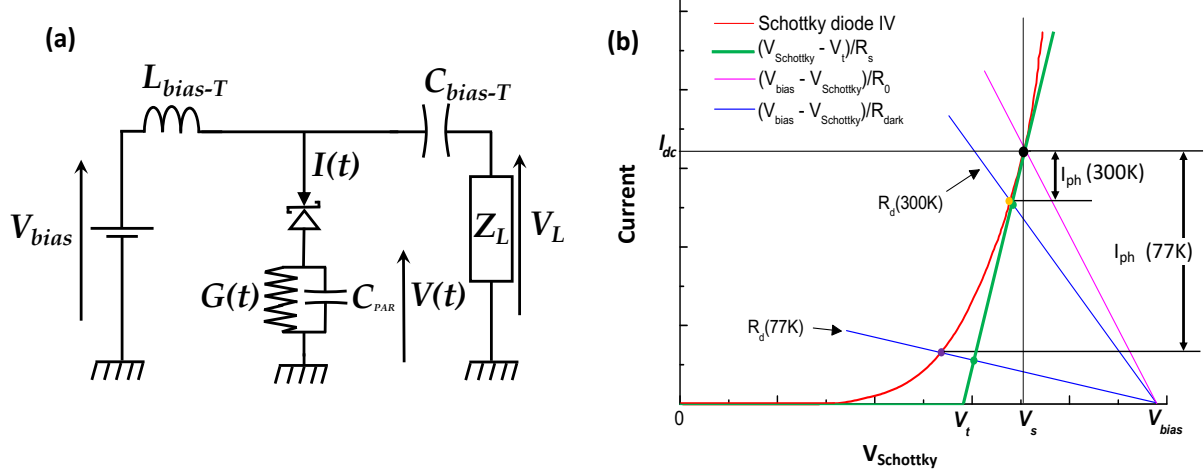 (a)
L_bias-T
C_bias-T
I(t)
V_bias
G(t)
C_PAR
V(t)
Z_L
V_L
(b)
Schottky diode IV
(V_Schottky - V_t)/R_s
(V_bias - V_Schottky)/R_0
(V_bias - V_Schottky)/R_dark
I_dc
R_d(300K)
I_ph (300K)
I_ph (77K)
R_d(77K)
Current
0
V_t
V_s
V_bias
V_Schottky